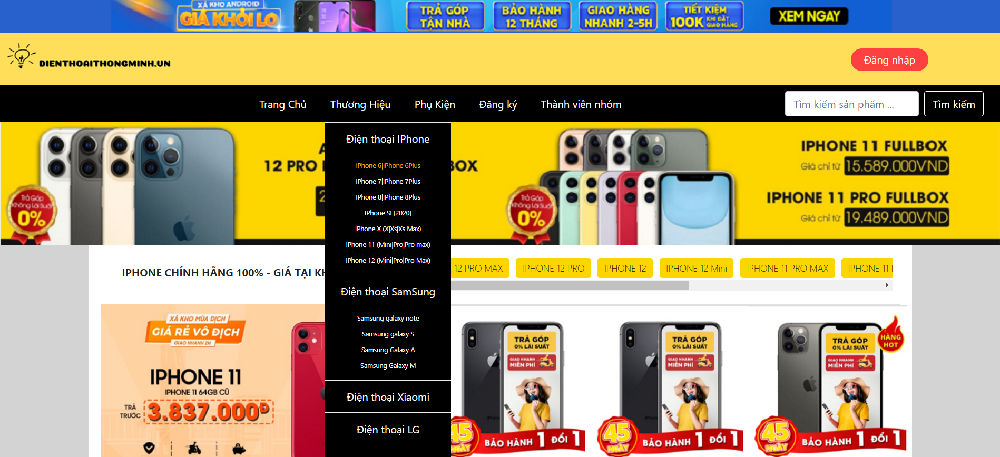 XẢ KHO ANDROID
GIÁ KHỎI LO
TRẢ GÓP
TẬN NHÀ
BẢO HÀNH
12 THÁNG
GIAO HÀNG
NHANH 2-5H
TIẾT KIỆM
100K KHI ĐẶT
GIAO HÀNG
XEM NGAY
DIENTHOAITHONGMINH.UN
Đăng nhập
Trang Chủ
Thương Hiệu
Phụ Kiện
Đăng ký
Thành viên nhóm
Tìm kiếm sản phẩm ...
Tìm kiếm
Điện thoại IPhone
IPhone 6|IPhone 6Plus
IPhone 7|IPhone 7Plus
IPhone 8|IPhone 8Plus
IPhone SE(2020)
IPhone X (X|Xs|Xs Max)
IPhone 11 (Mini|Pro|Pro max)
IPhone 12 (Mini|Pro|Pro Max)
Điện thoại SamSung
Samsung galaxy note
Samsung galaxy S
Samsung Galaxy A
Samsung Galaxy M
Điện thoại Xiaomi
Điện thoại LG
12 PRO
BOX
Trả Góp
Không Lãi Suất
0%
Trả Góp
Không Lãi Suất
0%
IPHONE 11 FULLBOX
Giá chỉ từ 15.589.000VND
IPHONE 11 PRO FULLBOX
Giá chỉ từ 19.489.000VND
IPHONE CHÍNH HÃNG 100% - GIÁ TẠI
12 PRO MAX
IPHONE 12 PRO
IPHONE 12
IPHONE 12 Mini
IPHONE 11 PRO MAX
IPHONE 11
XẢ KHO MÙA DỊCH
GIÁ RẺ VÔ ĐỊCH
GIAO NHANH 2H
IPHONE 11
IPHONE 11 64GB CŨ
TRẢ
TRƯỚC 3.837.000Đ
TRẢ GÓP
0% LÃI SUẤT
GIAO NHANH
MIỄN PHÍ
45
NGÀY
BẢO HÀNH 1 ĐỔI 1
TRẢ GÓP
0% LÃI SUẤT
GIAO NHANH
MIỄN PHÍ
45
NGÀY
BẢO HÀNH 1 ĐỔI 1
HÀNG
HOT
TRẢ GÓP
0% LÃI SUẤT
GIAO NHANH
MIỄN PHÍ
45
NGÀY
BẢO HÀNH 1 ĐỔI 1